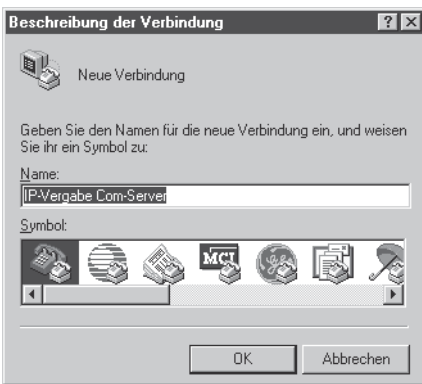 Beschreibung der Verbindung
Neue Verbindung
Geben Sie den Namen für die neue Verbindung ein, und weisen
Sie ihr ein Symbol zu:
Name:
IP-Vergabe Com-Server
Symbol:
MCI
OK Abbrechen